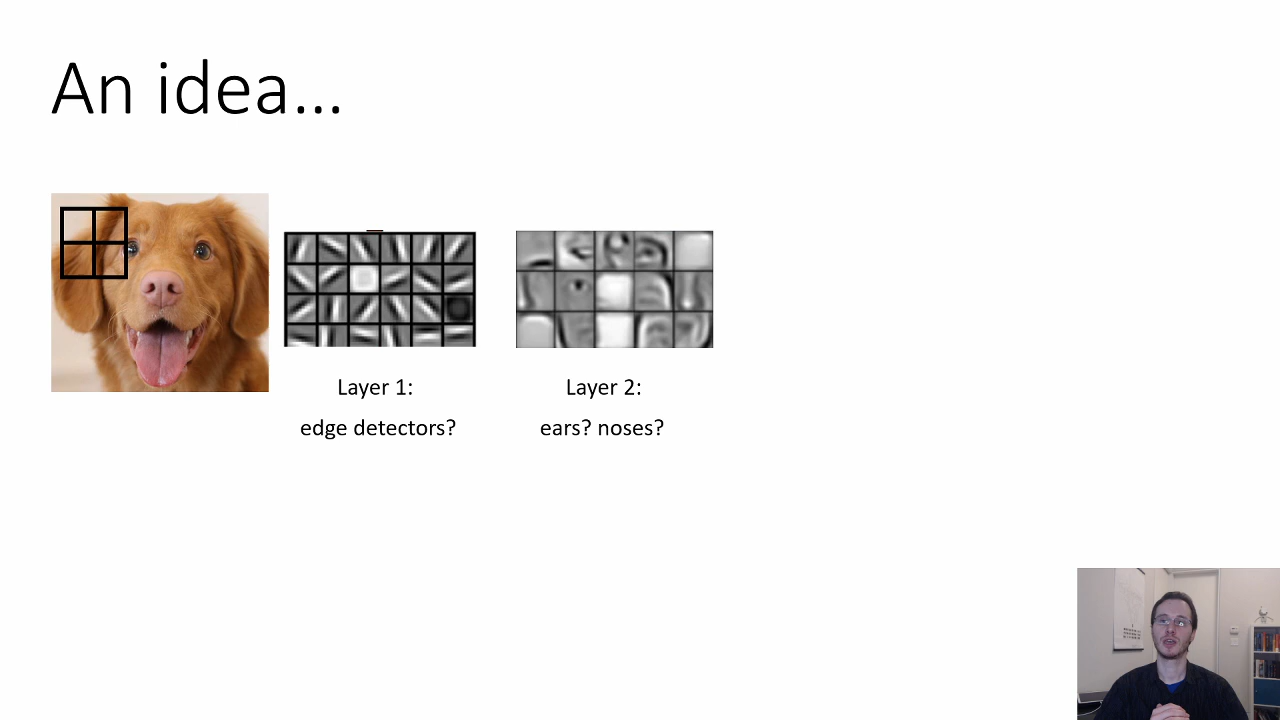 An idea...
Layer 1:
edge detectors?
Layer 2:
ears? noses?